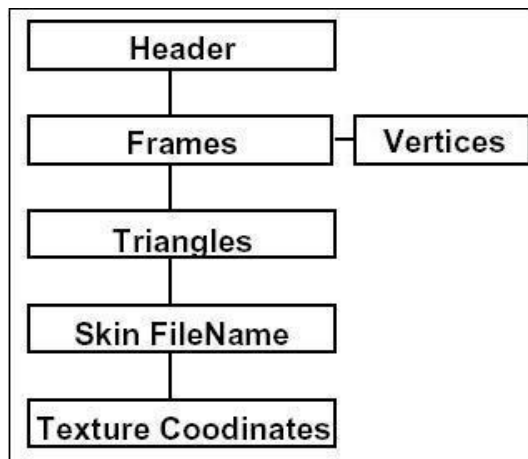 Header
Frames
Vertices
Triangles
Skin FileName
Texture Coodinates